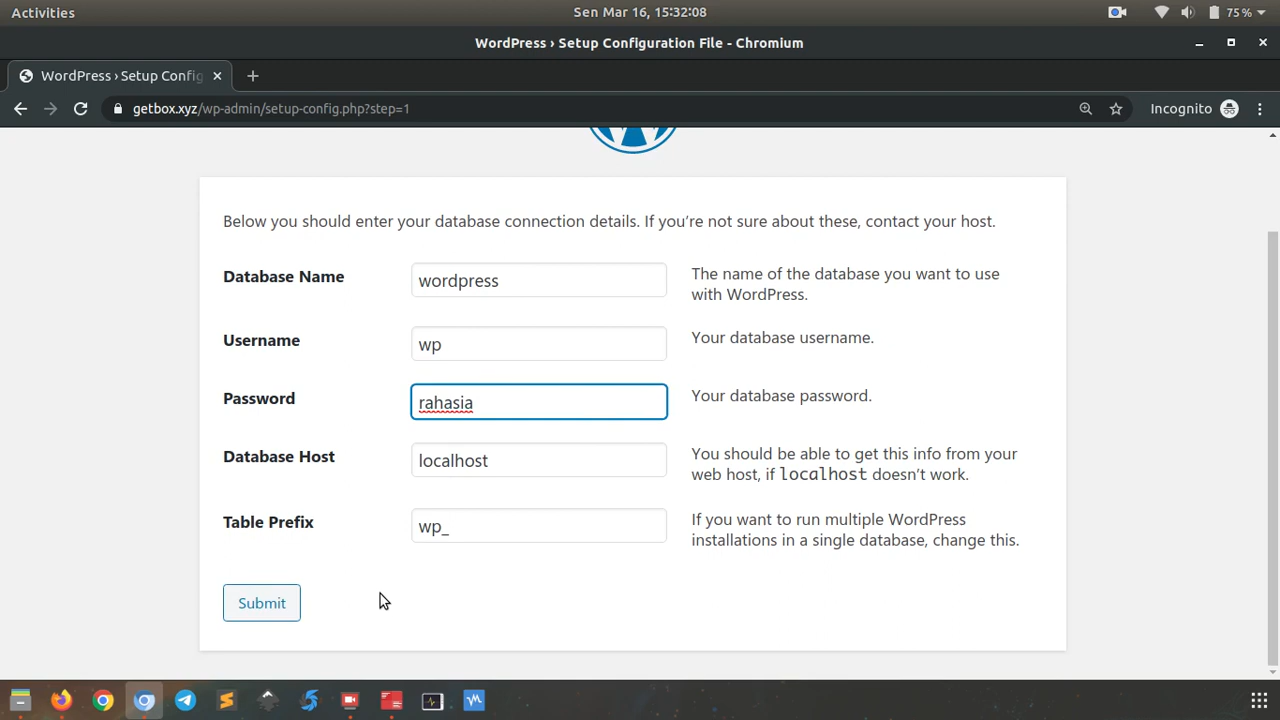 Activities
Sen Mar 16, 15:32:08
75 %
WordPress › Setup Configuration File - Chromium
WordPress › Setup Config
getbox.xyz/wp-admin/setup-config.php?step=1
Incognito
Below you should enter your database connection details. If you’re not sure about these, contact your host.
Database Name
wordpress
The name of the database you want to use
with WordPress.
Username
wp
Your database username.
Password
rahasia
Your database password.
Database Host
localhost
You should be able to get this info from your
web host, if localhost doesn’t work.
Table Prefix
wp_
If you want to run multiple WordPress
installations in a single database, change this.
Submit